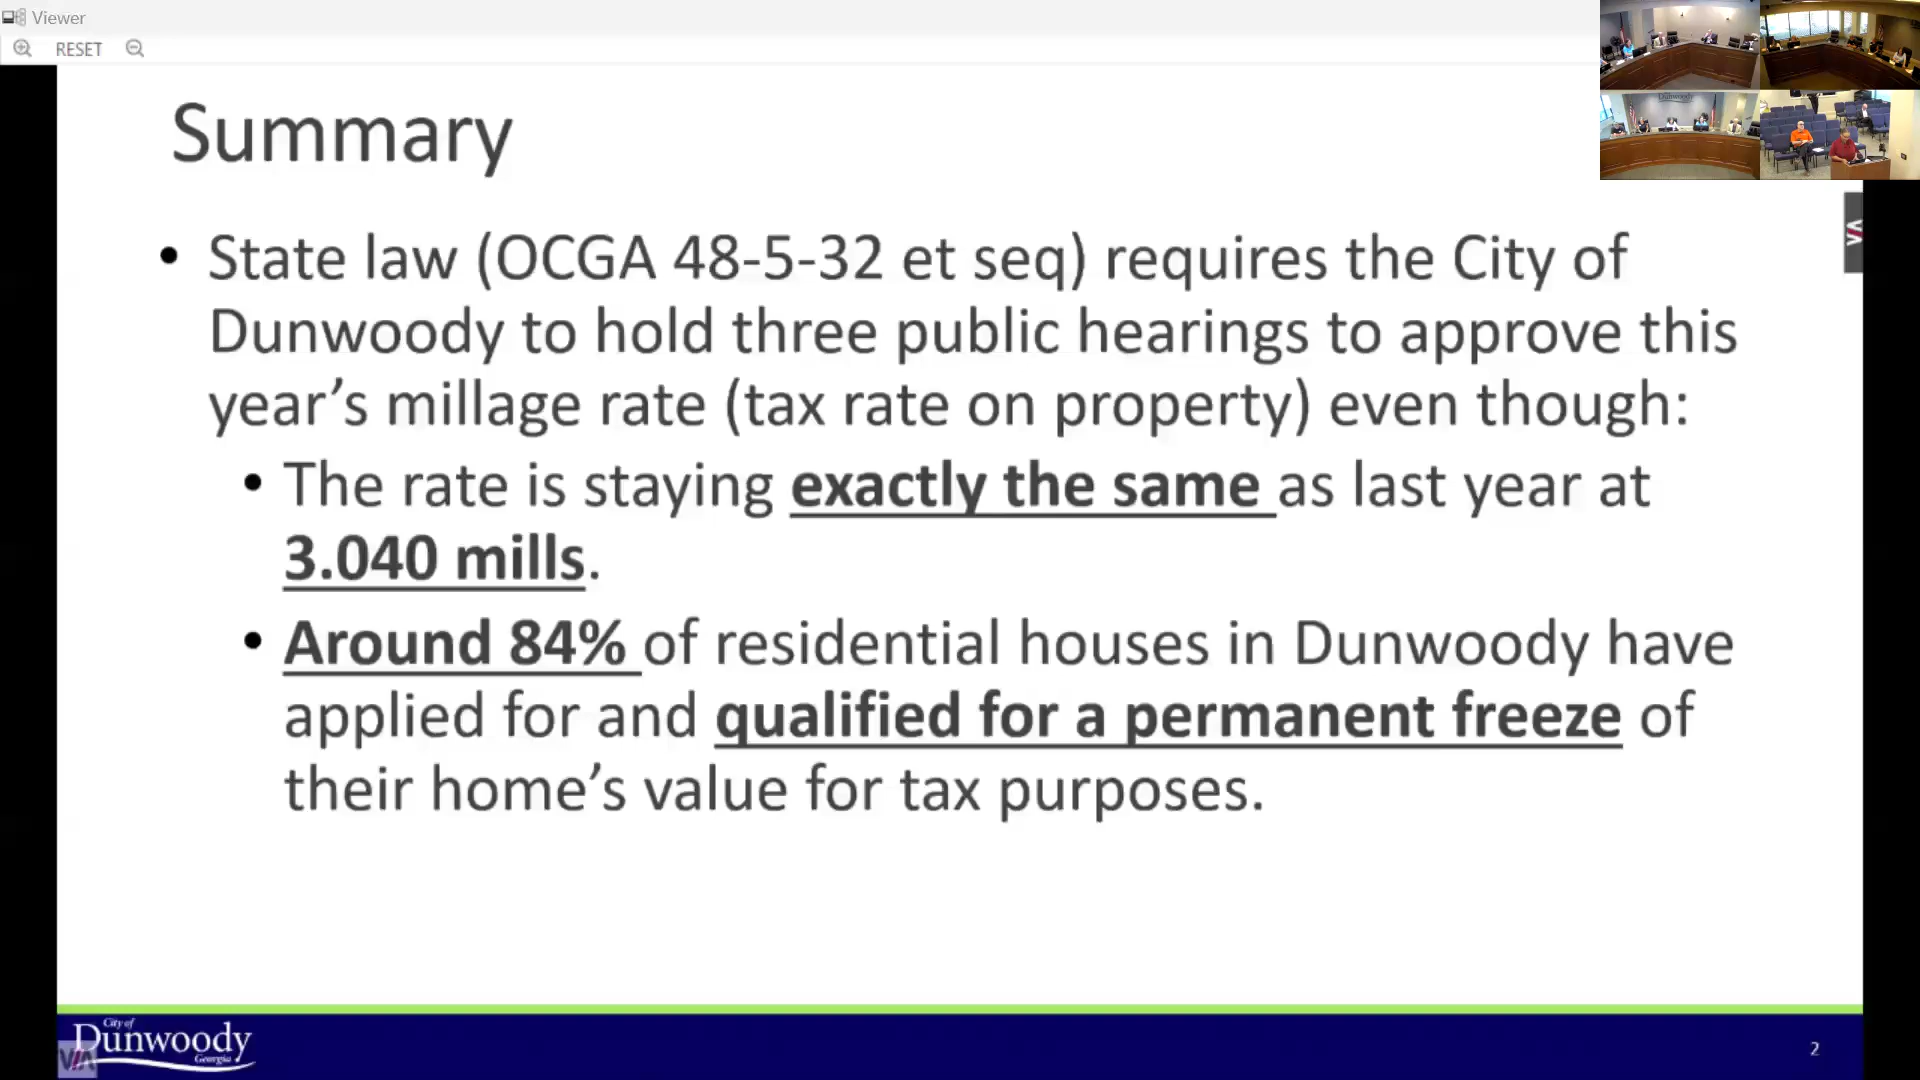 Viewer
RESET
Summary
• State law (OCGA 48-5-32 et seq) requires the City of
Dunwoody to hold three public hearings to approve this
year’s millage rate (tax rate on property) even though:
• The rate is staying exactly the same as last year at
3.040 mills.
• Around 84% of residential houses in Dunwoody have
applied for and qualified for a permanent freeze of
their home’s value for tax purposes.
City of
Dunwoody
Georgia
VIA
2